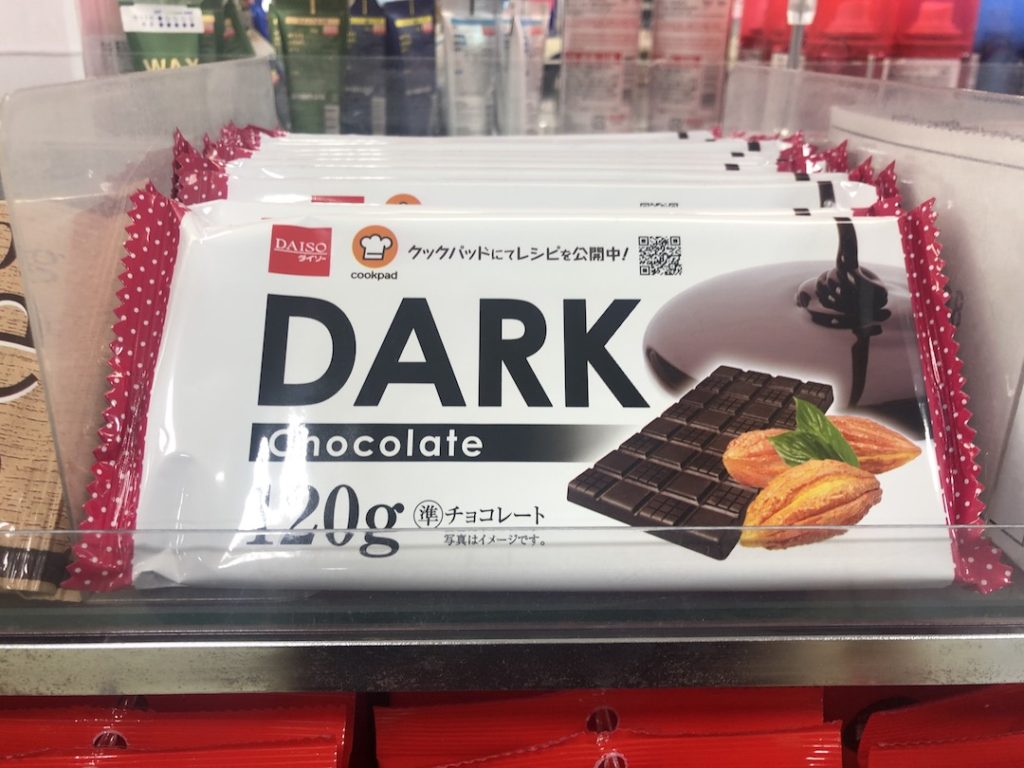 WAX
DAISO
ダイソー
cookpad
クックパッドにてレシピを公開中!
DARK
Chocolate
120g
準チョコレート
写真はイメージです。